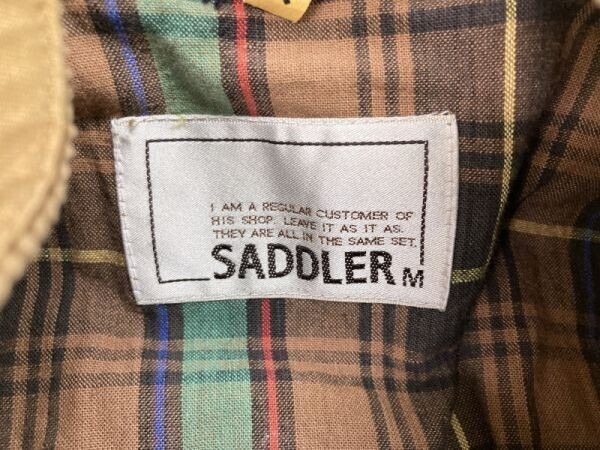 I AM A REGULAR CUSTOMER OF
HIS SHOP. LEAVE IT AS IT AS.
THEY ARE ALL IN THE SAME SET.
SADDLER M